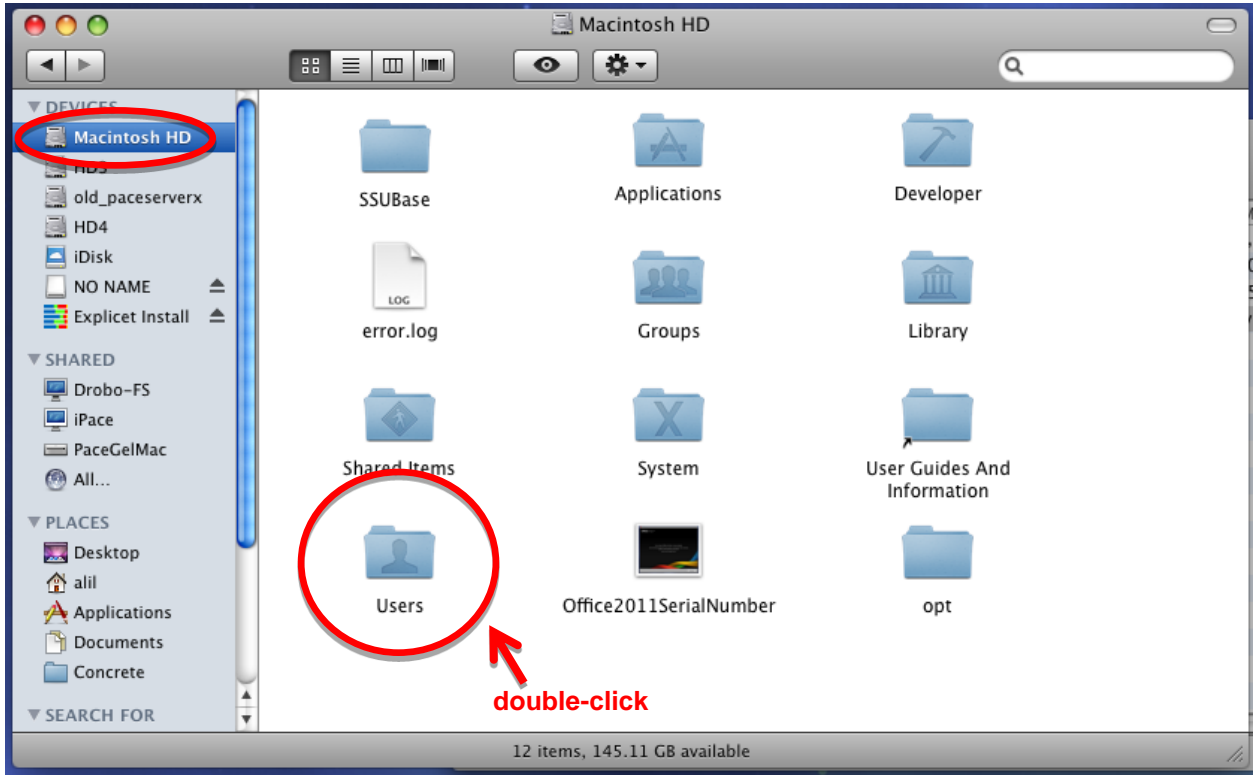 Macintosh HD
DEVICES
Macintosh HD
HD3
old_paceserverx
HD4
iDisk
NO NAME
Explicet Install
SHARED
Drobo-FS
iPace
PaceGelMac
All...
PLACES
Desktop
alil
Applications
Documents
Concrete
SEARCH FOR
SSUBase
Applications
Developer
LOG
error.log
Groups
Library
Shared Items
System
User Guides And
Information
Users
Office2011SerialNumber
opt
double-click
12 items, 145.11 GB available